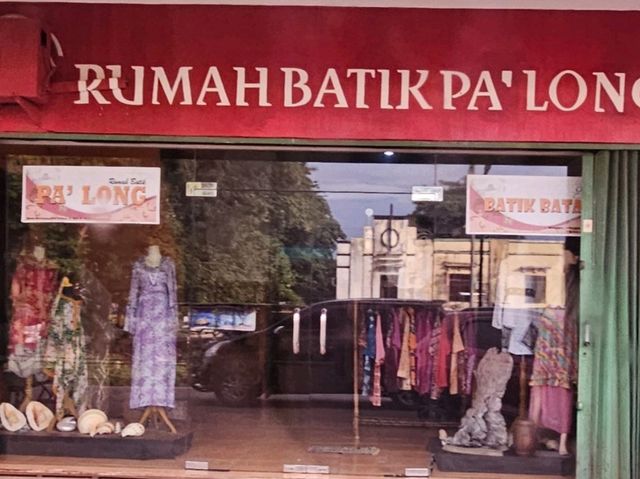 RUMAH BATIK PA' LONG
Rumah Batik
PA' LONG
BATIK BATA